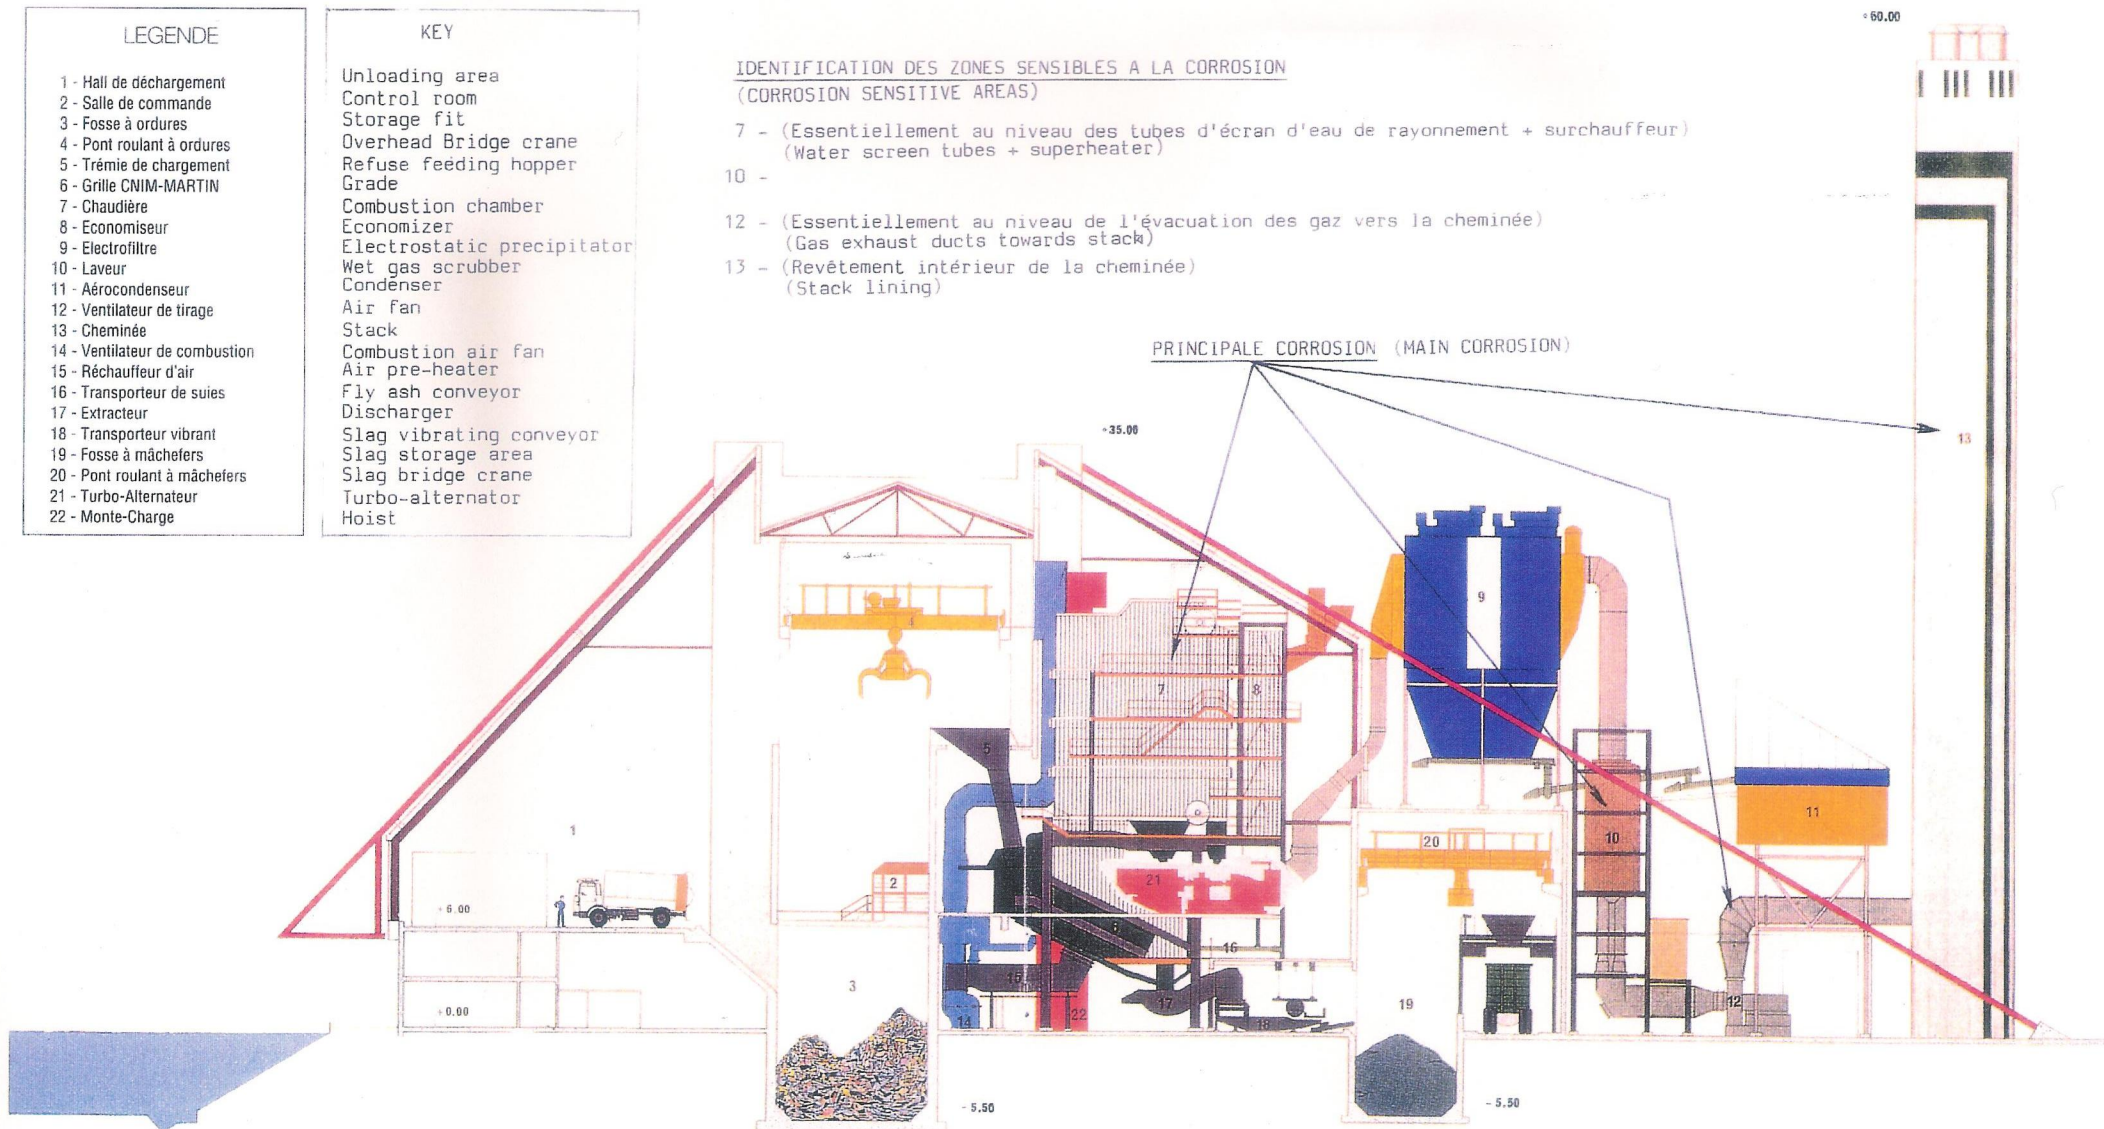 LEGENDE
1 - Hall de déchargement
2 - Salle de commande
3 - Fosse à ordures
4 - Pont roulant à ordures
5 - Trémie de chargement
6 - Grille CNIM-MARTIN
7 - Chaudière
8 - Economiseur
9 - Electrofiltre
10 - Laveur
11 - Aérocondenseur
12 - Ventilateur de tirage
13 - Cheminée
14 - Ventilateur de combustion
15 - Réchauffeur d'air
16 - Transporteur de suies
17 - Extracteur
18 - Transporteur vibrant
19 - Fosse à mâchefers
20 - Pont roulant à mâchefers
21 - Turbo-Alternateur
22 - Monte-Charge
KEY
Unloading area
Control room
Storage fit
Overhead Bridge crane
Refuse feeding hopper
Grade
Combustion chamber
Economizer
Electrostatic precipitator
Wet gas scrubber
Condenser
Air fan
Stack
Combustion air fan
Air pre-heater
Fly ash conveyor
Discharger
Slag vibrating conveyor
Slag storage area
Slag bridge crane
Turbo-alternator
Hoist
IDENTIFICATION DES ZONES SENSIBLES A LA CORROSION
(CORROSION SENSITIVE AREAS)
7 - (Essentiellement au niveau des tubes d'écran d'eau de rayonnement + surchauffeur)
(Water screen tubes + superheater)
10 -
12 - (Essentiellement au niveau de l'évacuation des gaz vers la cheminée)
(Gas exhaust ducts towards stack)
13 - (Revêtement intérieur de la cheminée)
(Stack lining)
PRINCIPALE CORROSION (MAIN CORROSION)
+60.00
+35.00
13
9
4
7
8
5
1
11
20
10
2
21
+6.00
6
16
3
15
19
17
12
+0.00
14
22
18
-5.50
-5.50